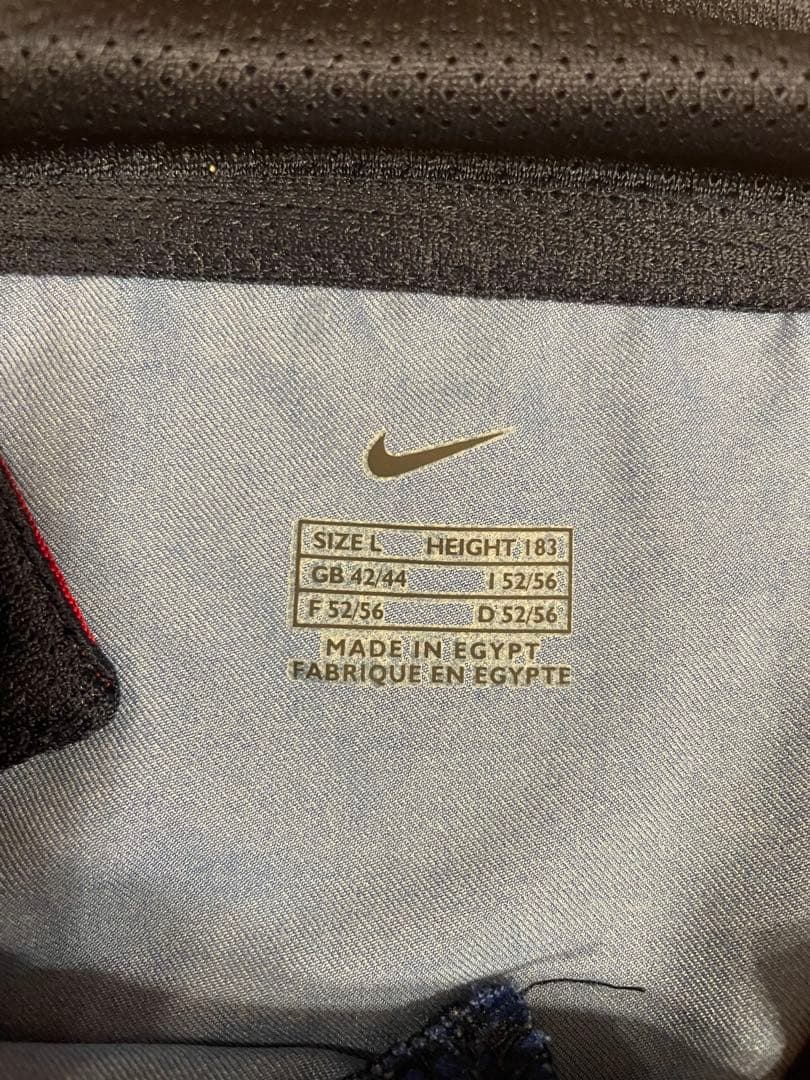 SIZE L HEIGHT 183
GB 42/44 I 52/56
F 52/56 D 52/56
MADE IN EGYPT
FABRIQUE EN EGYPTE